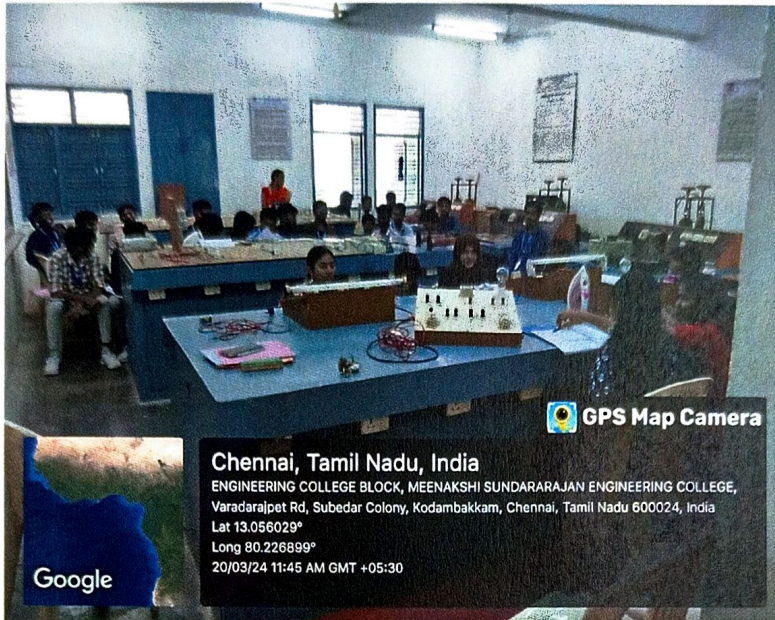 GPS Map Camera
Chennai, Tamil Nadu, India
ENGINEERING COLLEGE BLOCK, MEENAKSHI SUNDARARAJAN ENGINEERING COLLEGE,
Varadarajpet Rd, Subedar Colony, Kodambakkam, Chennai, Tamil Nadu 600024, India
Lat 13.056029°
Long 80.226899°
20/03/24 11:45 AM GMT +05:30
Google